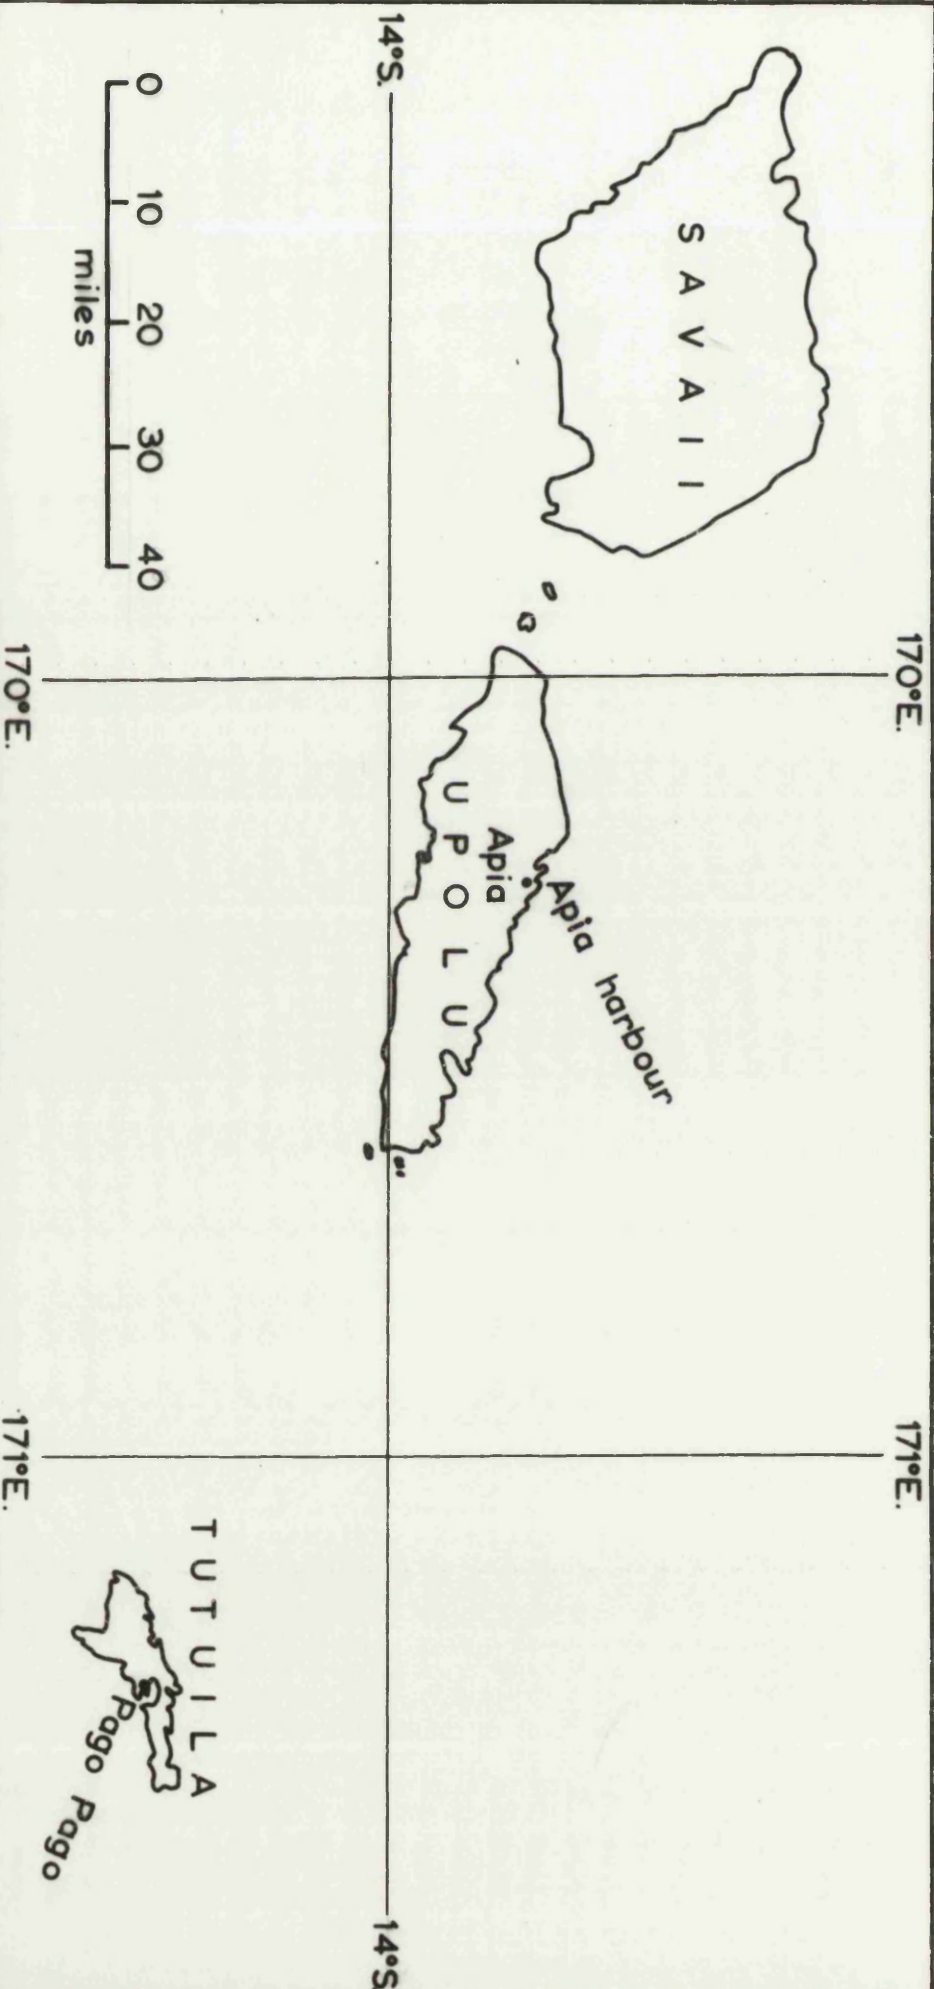 170°E.
171°E.
SAVAII
Apia harbour
Apia
UPOLU
14°S.
14°S
TUTUILA
Pago Pago
0 10 20 30 40
miles
170°E.
171°E.